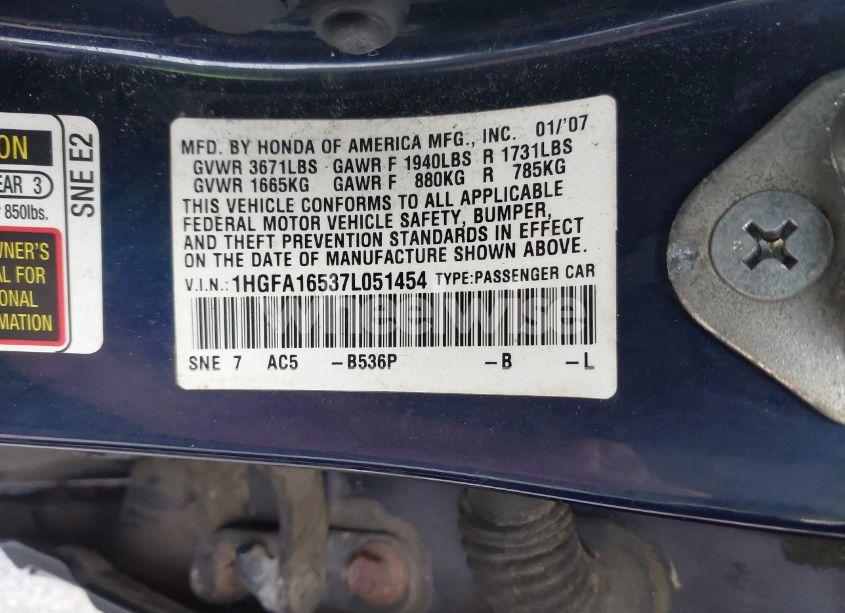 ON
EAR 3
850lbs.
WNER'S
AL FOR
ONAL
RMATION
SNE E2
MFD. BY HONDA OF AMERICA MFG., INC. 01/'07
GVWR 3671LBS GAWR F 1940LBS R 1731LBS
GVWR 1665KG GAWR F 880KG R 785KG
THIS VEHICLE CONFORMS TO ALL APPLICABLE
FEDERAL MOTOR VEHICLE SAFETY, BUMPER,
AND THEFT PREVENTION STANDARDS IN EFFECT
ON THE DATE OF MANUFACTURE SHOWN ABOVE.
V.I.N.: 1HGFA16537L051454 TYPE:PASSENGER CAR
wheelwise
SNE 7 AC5 -B536P -B -L